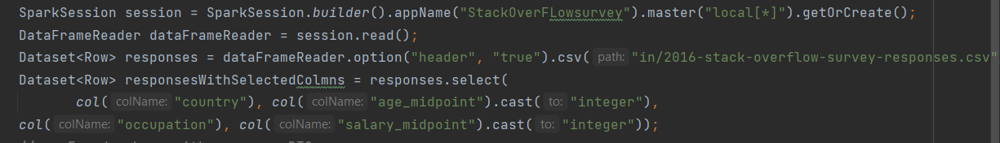 SparkSession session = SparkSession.builder().appName("StackOverFLowsurvey").master("local[*]").getOrCreate();
DataFrameReader dataFrameReader = session.read();
Dataset<Row> responses = dataFrameReader.option("header", "true").csv( path: "in/2016-stack-overflow-survey-responses.csv"
Dataset<Row> responsesWithSelectedColmns = responses.select(
col( colName: "country"), col( colName: "age_midpoint").cast( to: "integer"),
col( colName: "occupation"), col( colName: "salary_midpoint").cast( to: "integer"));